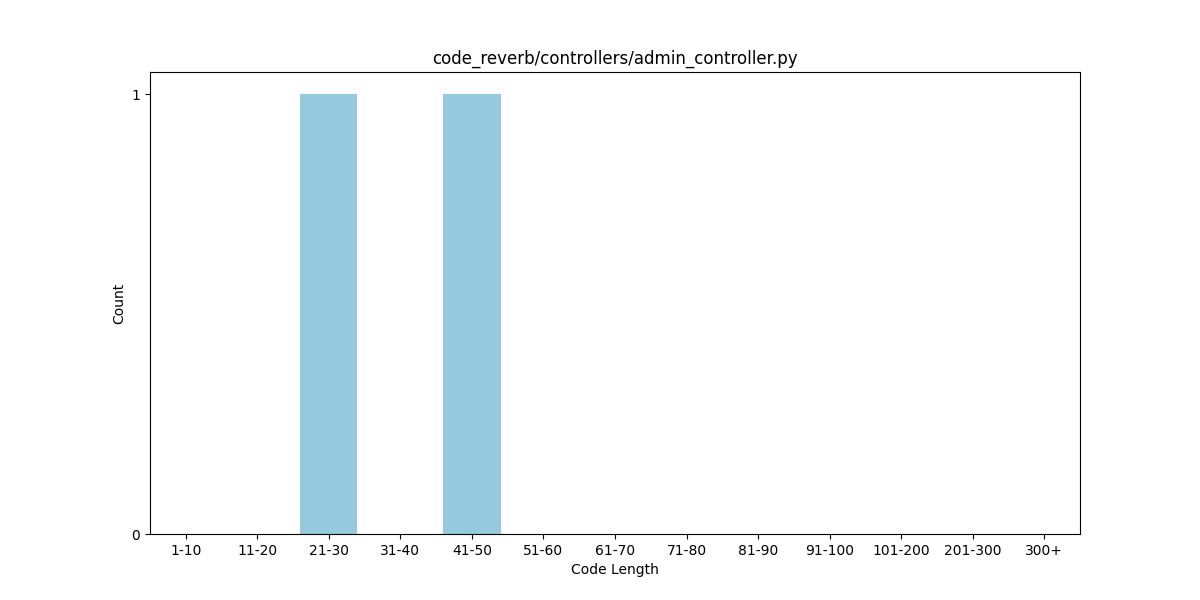 code_reverb/controllers/admin_controller.py
1
Count
0
1-10 11-20 21-30 31-40 41-50 51-60 61-70 71-80 81-90 91-100 101-200 201-300 300+
Code Length